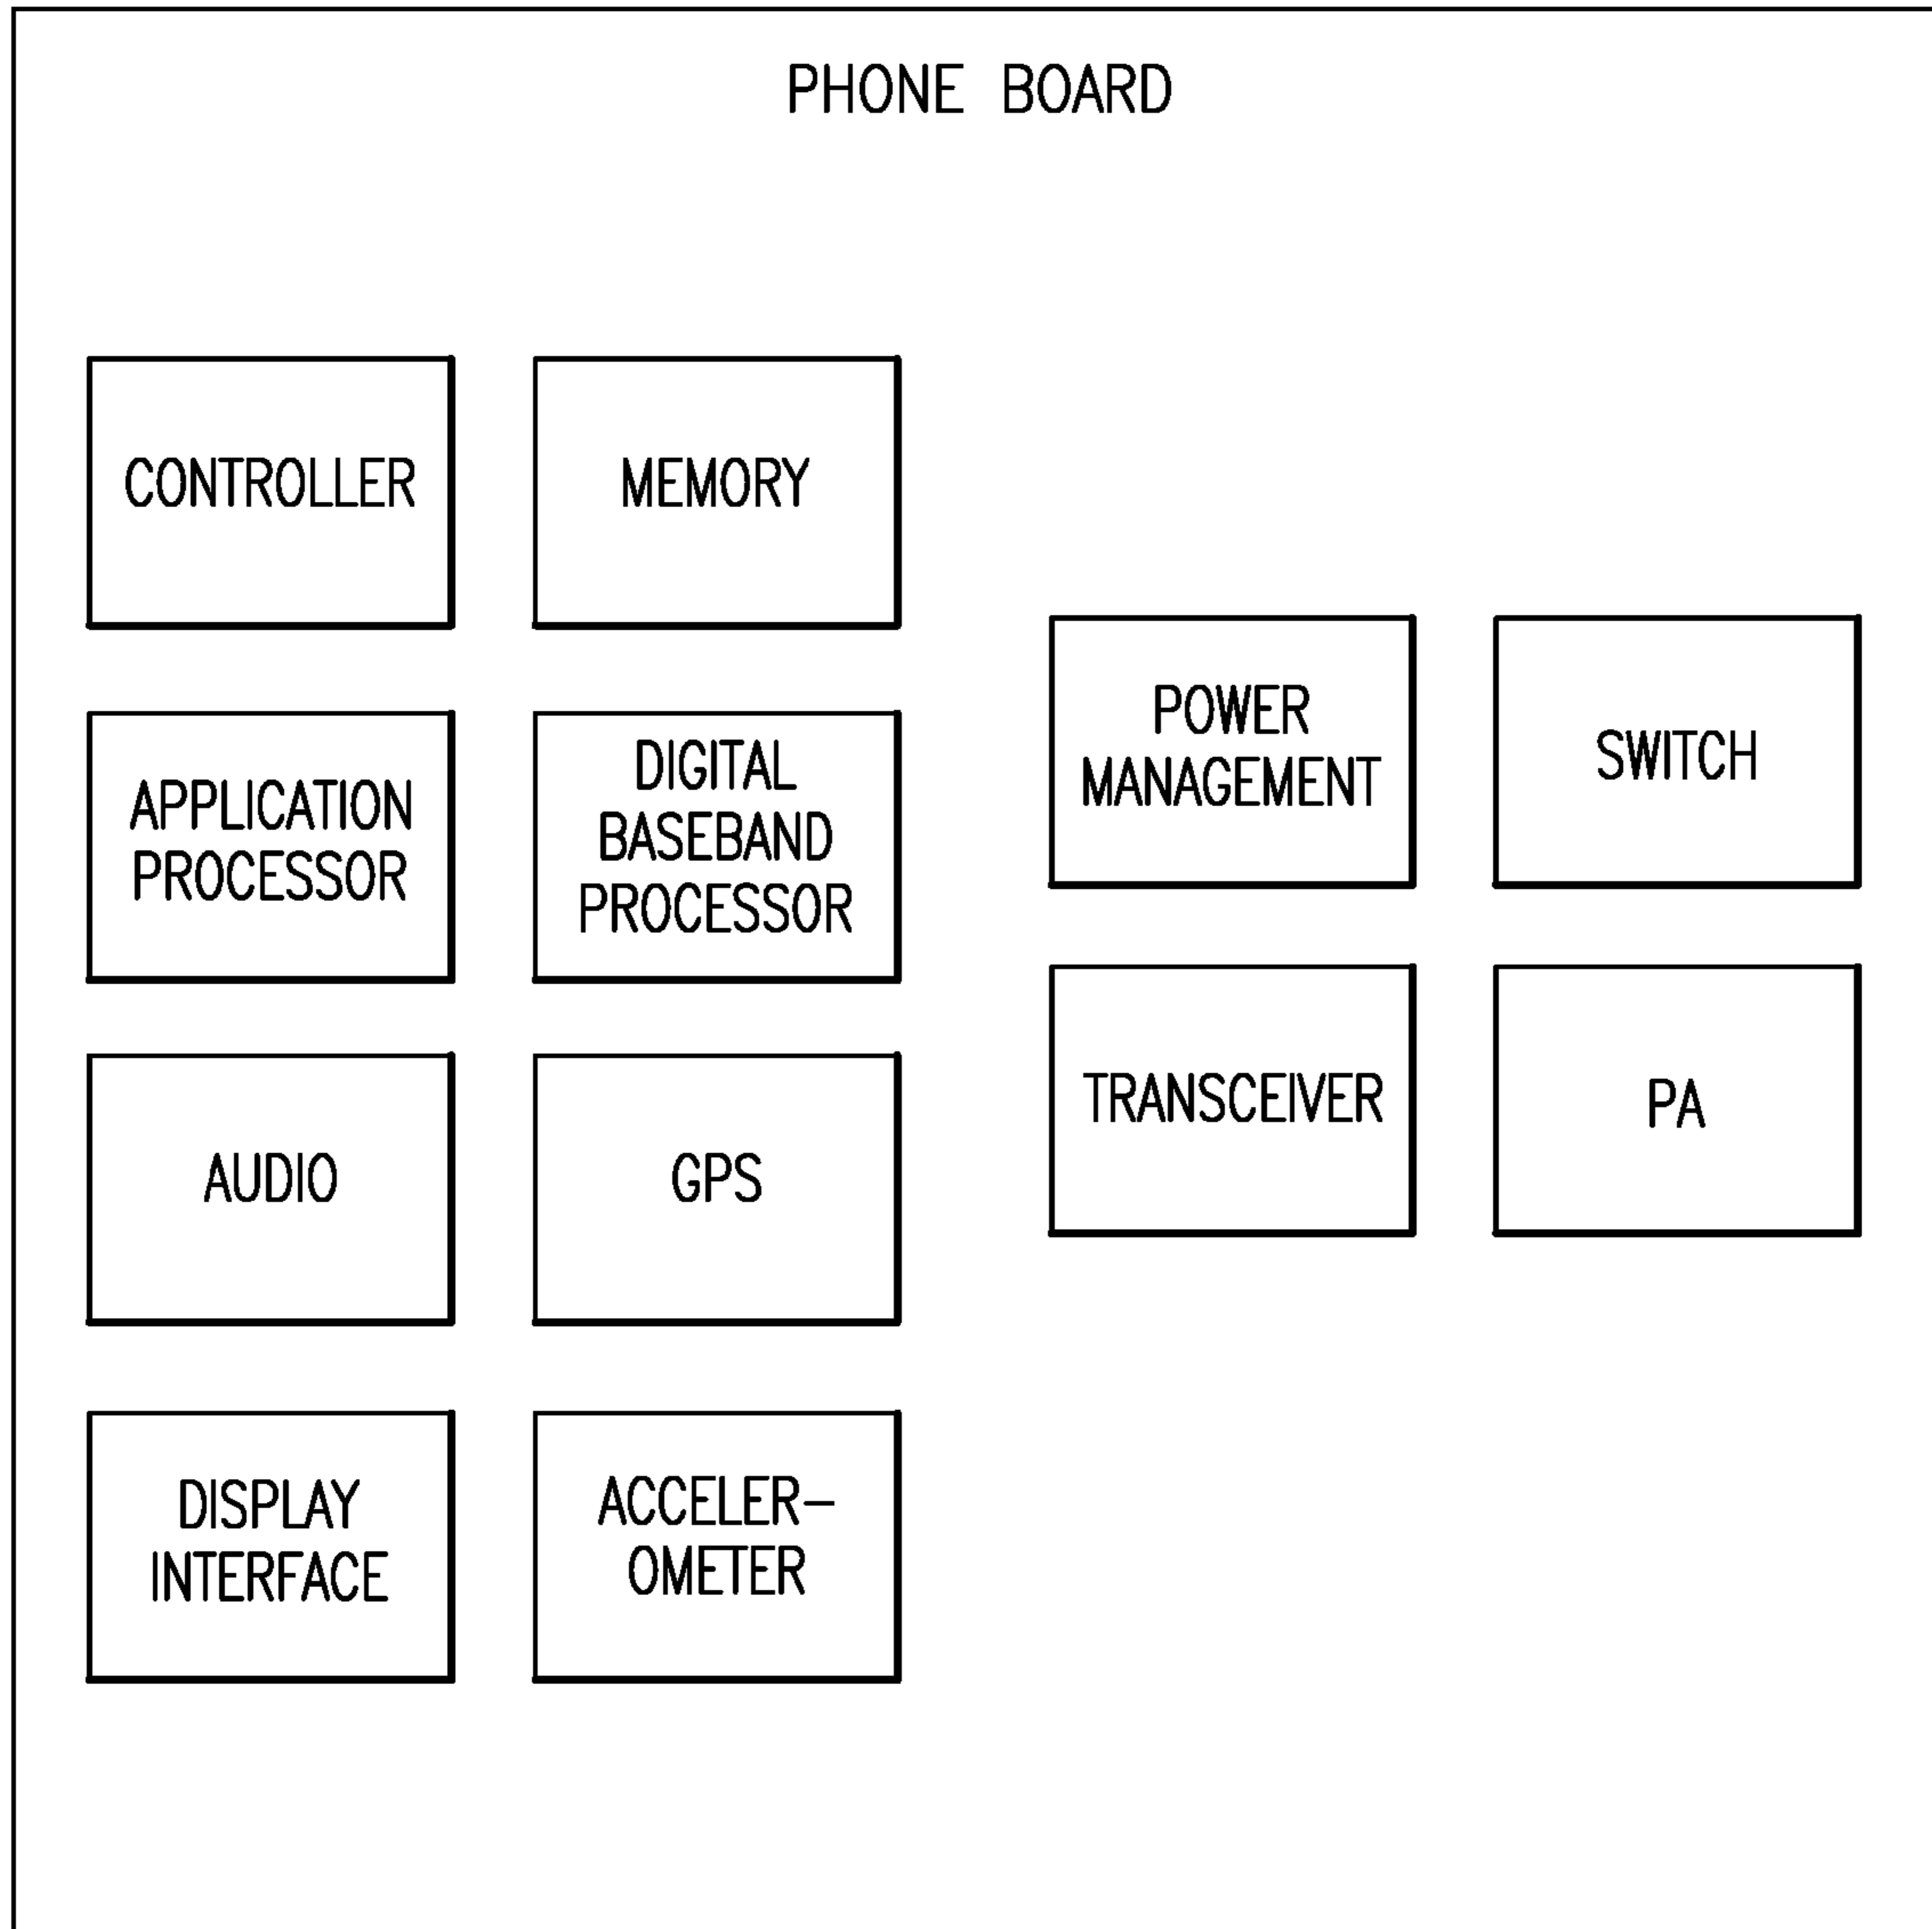 PHONE BOARD
CONTROLLER
MEMORY
APPLICATION
PROCESSOR
DIGITAL
BASEBAND
PROCESSOR
AUDIO
GPS
DISPLAY
INTERFACE
ACCELER-
OMETER
POWER
MANAGEMENT
SWITCH
TRANSCEIVER
PA